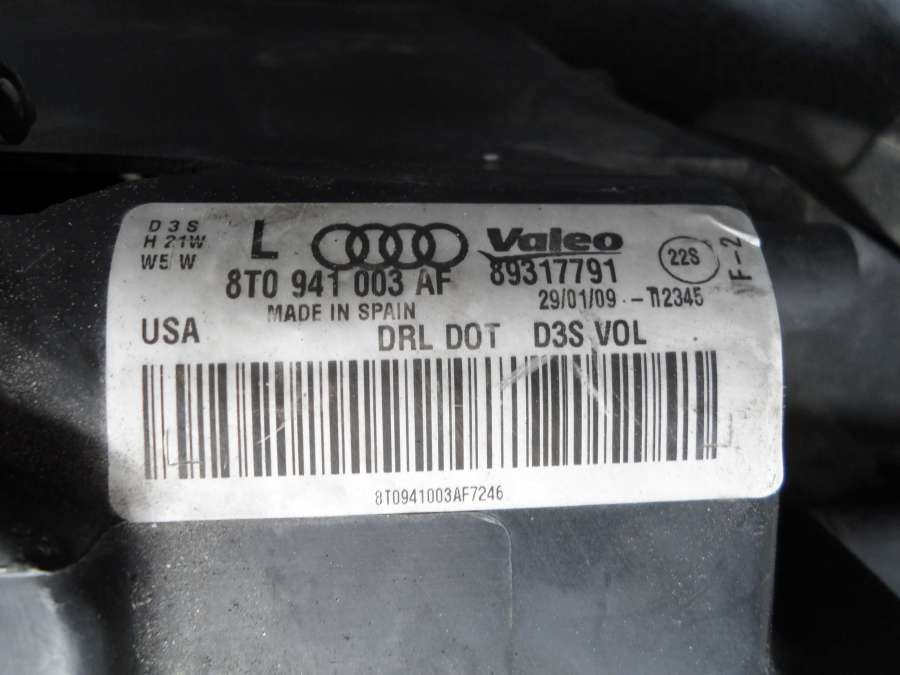 D3S
H 21W
W5W
L
Valeo
22S
F-2
8T0 941 003 AF 89317791
MADE IN SPAIN 29/01/09
USA DRL DOT D3S VOL
8T0941003AF7246